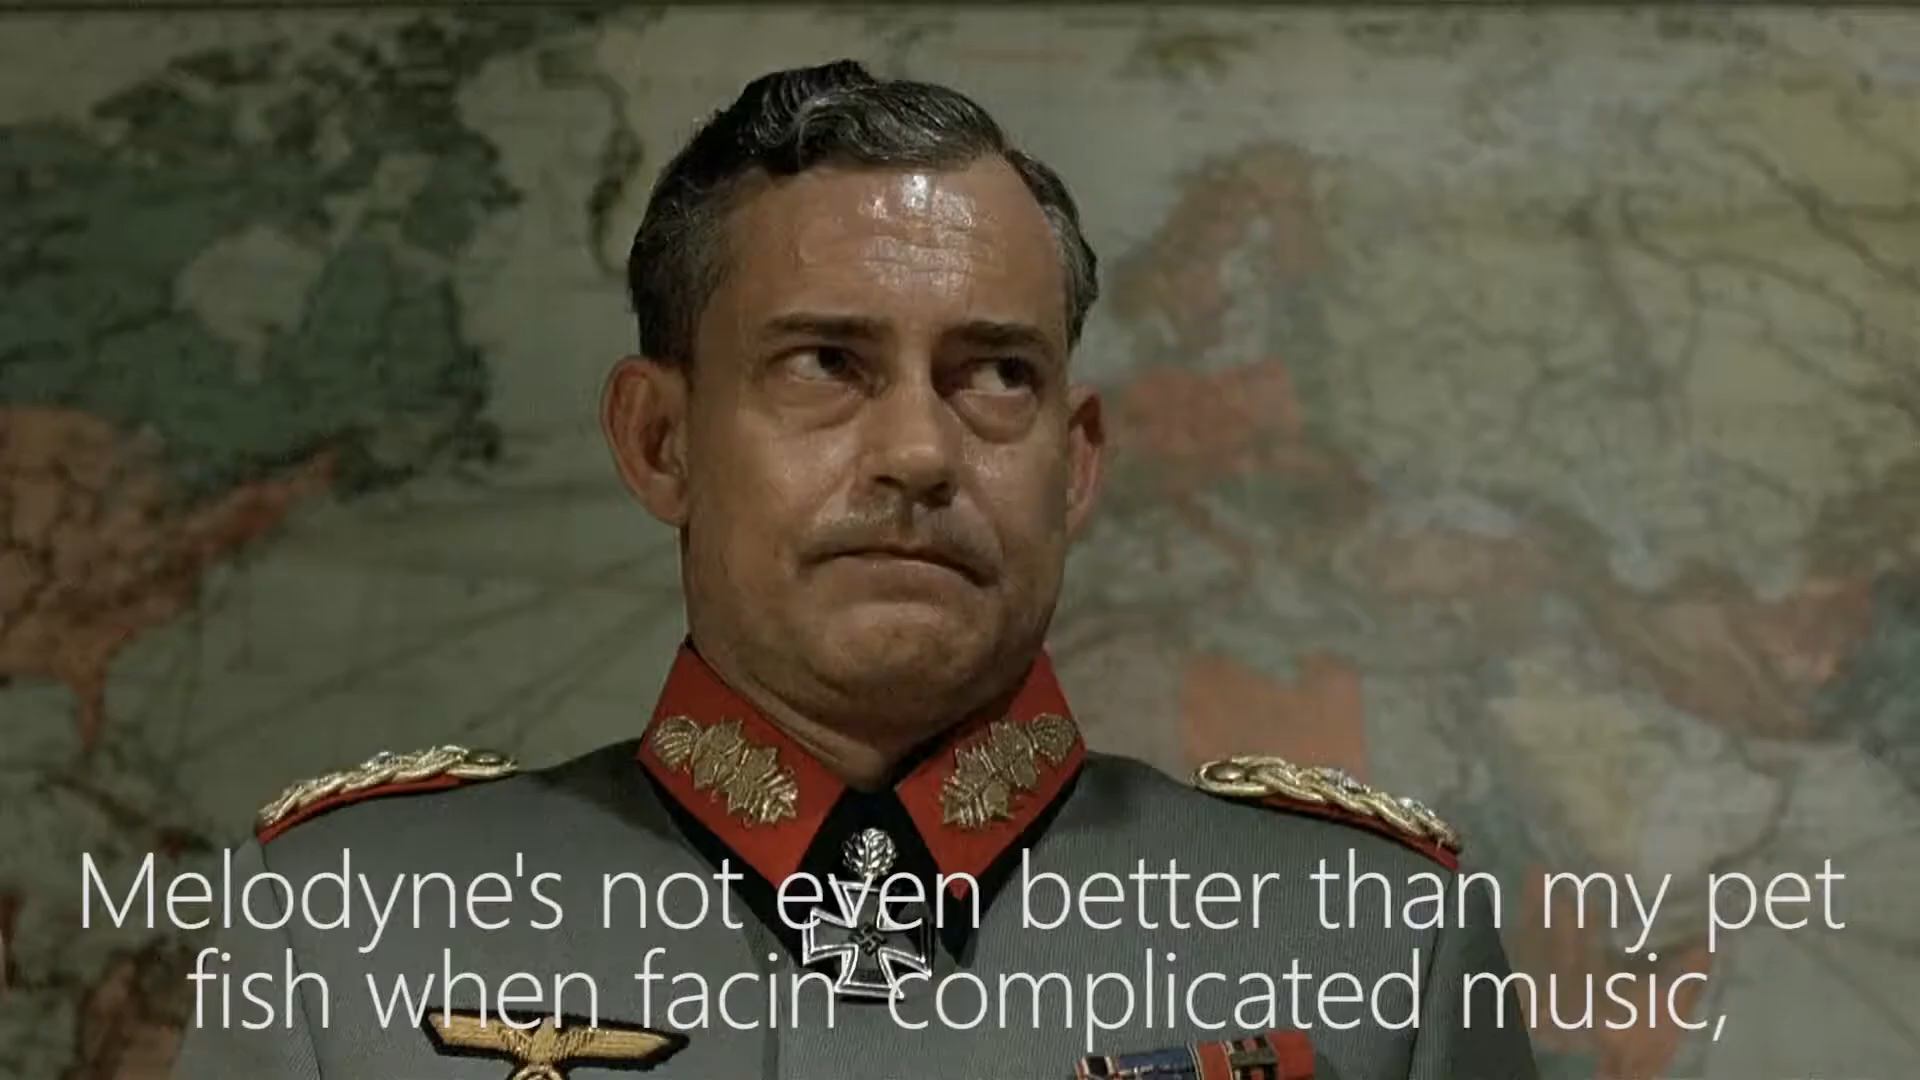 Melodyne's not even better than my pet
fish when facin complicated music,